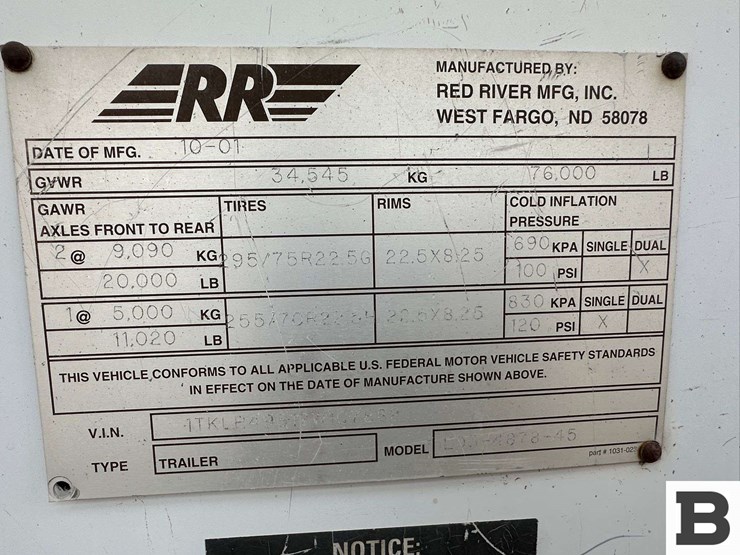 RR
MANUFACTURED BY:
RED RIVER MFG, INC.
WEST FARGO, ND 58078
DATE OF MFG. 10-01
GVWR 34,545 KG 76,000 LB
GAWR TIRES RIMS COLD INFLATION
AXLES FRONT TO REAR PRESSURE
2 @ 9,090 KG 295/75R22.5G 22.5X8.25 690 KPA SINGLE DUAL
20,000 LB 100 PSI X
1 @ 5,000 KG 22.5X8.25 830 KPA SINGLE DUAL
11,020 LB 120 PSI X
THIS VEHICLE CONFORMS TO ALL APPLICABLE U.S. FEDERAL MOTOR VEHICLE SAFETY STANDARDS
IN EFFECT ON THE DATE OF MANUFACTURE SHOWN ABOVE.
V.I.N.
TYPE TRAILER MODEL
part #
NOTICE:
B